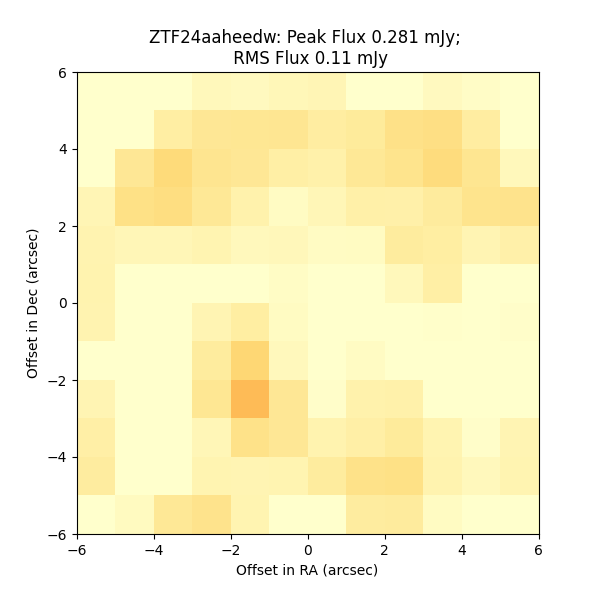 ZTF24aaheedw: Peak Flux 0.281 mJy;
RMS Flux 0.11 mJy
6
4
2
0
−2
−4
−6
Offset in Dec (arcsec)
−6 −4 −2 0 2 4 6
Offset in RA (arcsec)